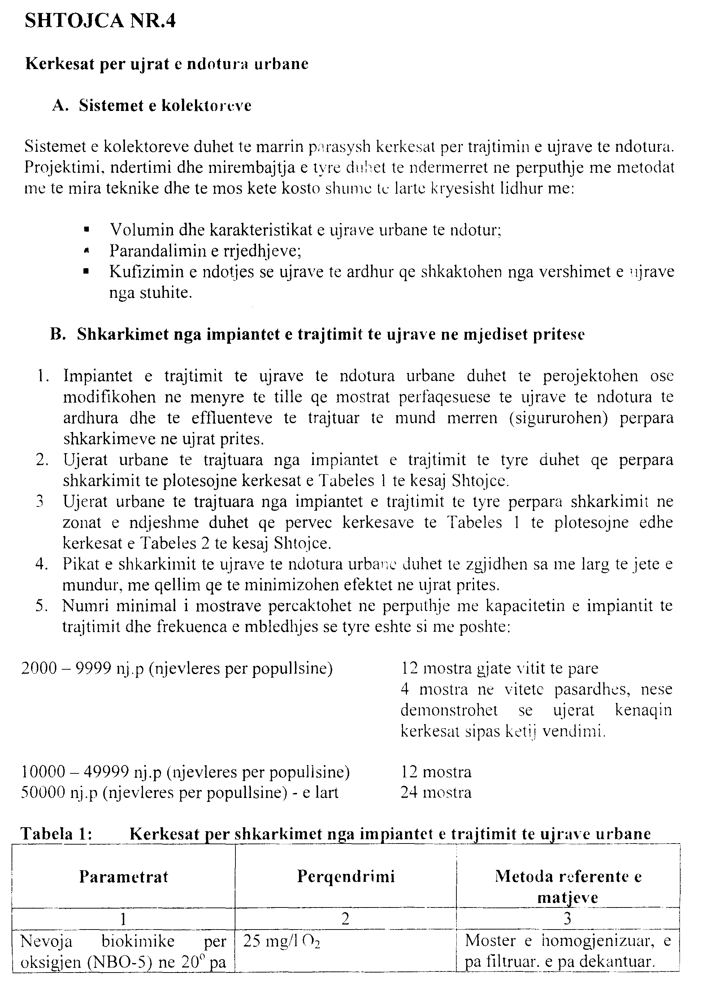 SHTOJCA NR.4
Kerkesat per ujrat e ndotura urbane
A. Sistemet e kolektoreve
Sistemet e kolektoreve duhet te marrin parasysh kerkesat per trajtimin e ujrave te ndotura.
Projektimi, ndertimi dhe mirembajtja e tyre duhet te ndermerret ne perputhje me metodat
me te mira teknike dhe te mos kete kosto shume te larte kryesisht lidhur me:
▪ Volumin dhe karakteristikat e ujrave urbane te ndotur;
▪ Parandalimin e rrjedhjeve;
▪ Kufizimin e ndotjes se ujrave te ardhur qe shkaktohen nga vershimet e ujrave
nga stuhite.
B. Shkarkimet nga impiantet e trajtimit te ujrave ne mjediset pritese
1. Impiantet e trajtimit te ujrave te ndotura urbane duhet te perojektohen ose
modifikohen ne menyre te tille qe mostrat perfaqesuese te ujrave te ndotura te
ardhura dhe te effluenteve te trajtuar te mund merren (sigururohen) perpara
shkarkimeve ne ujrat prites.
2. Ujerat urbane te trajtuara nga impiantet e trajtimit te tyre duhet qe perpara
shkarkimit te plotesojne kerkesat e Tabeles 1 te kesaj Shtojce.
3 Ujerat urbane te trajtuara nga impiantet e trajtimit te tyre perpara shkarkimit ne
zonat e ndjeshme duhet qe pervec kerkesave te Tabeles 1 te plotesojne edhe
kerkesat e Tabeles 2 te kesaj Shtojce.
4. Pikat e shkarkimit te ujrave te ndotura urbane duhet te zgjidhen sa me larg te jete e
mundur, me qellim qe te minimizohen efektet ne ujrat prites.
5. Numri minimal i mostrave percaktohet ne perputhje me kapacitetin e impiantit te
trajtimit dhe frekuenca e mbledhjes se tyre eshte si me poshte:
2000 – 9999 nj.p (njevleres per popullsine) 12 mostra gjate vitit te pare
4 mostra ne vitete pasardhes, nese
demonstrohet se ujerat kenaqin
kerkesat sipas ketij vendimi.
10000 – 49999 nj.p (njevleres per popullsine) 12 mostra
50000 nj.p (njevleres per popullsine) - e lart 24 mostra
Tabela 1: Kerkesat per shkarkimet nga impiantet e trajtimit te ujrave urbane
Parametrat Perqendrimi Metoda referente e
matjeve
1 2 3
Nevoja biokimike per 25 mg/l O₂ Moster e homogjenizuar, e
oksigjen (NBO-5) ne 20° pa pa filtruar. e pa dekantuar.